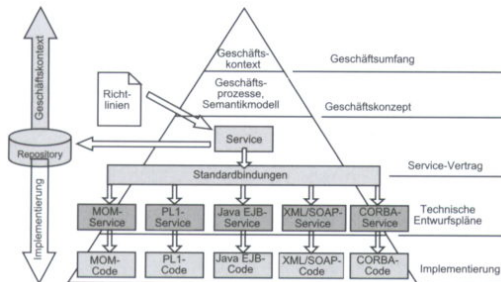 Geschäftskontext
Repository
Implementierung
Richt-
linien
Geschäfts-
kontext
Geschäfts-
prozesse,
Semantikmodell
Service
Standardbindungen
MOM-
Service
PL1-
Service
Java EJB-
Service
XML/SOAP-
Service
CORBA-
Service
MOM-
Code
PL1-
Code
Java EJB-
Code
XML/SOAP-
Code
CORBA-
Code
Geschäftsumfang
Geschäftskonzept
Service-Vertrag
Technische
Entwurfspläne
Implementierung